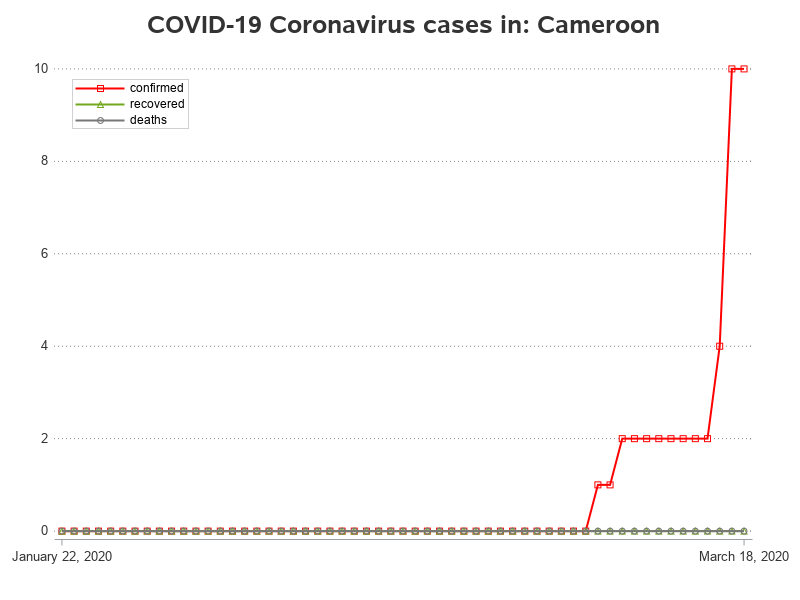 COVID-19 Coronavirus cases in: Cameroon
10
confirmed
recovered
deaths
8
6
4
2
0
January 22, 2020
March 18, 2020